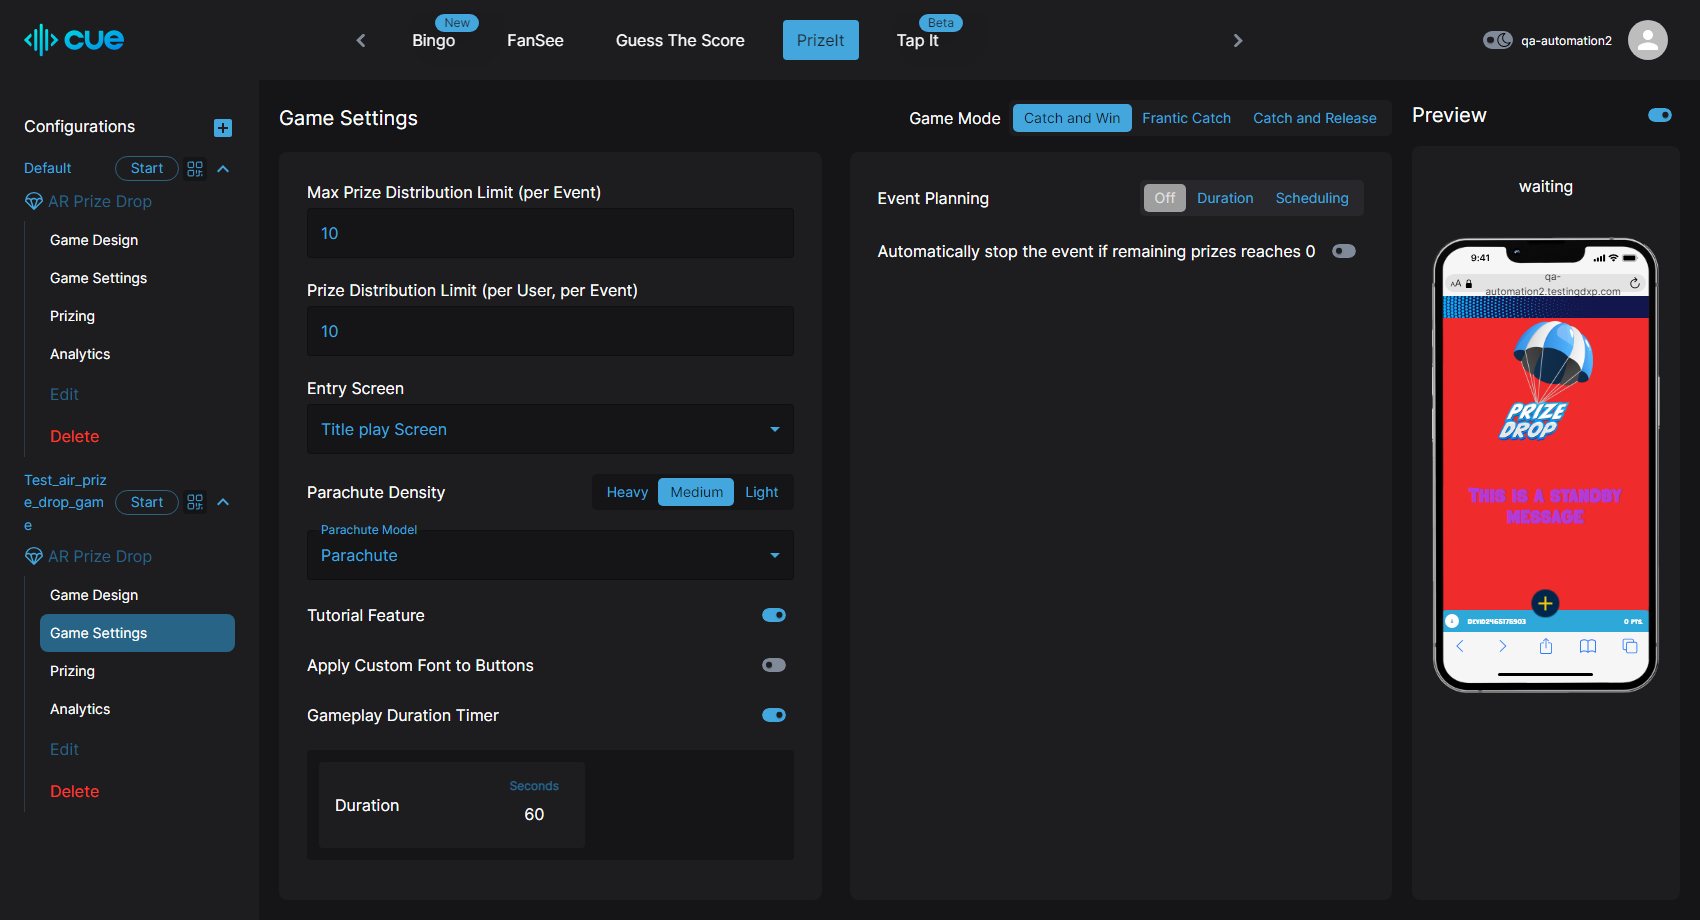 cue
New
Bingo
FanSee
Guess The Score
PrizeIt
Beta
Tap It
qa-automation2
Configurations
Default
Start
AR Prize Drop
Game Design
Game Settings
Prizing
Analytics
Edit
Delete
Test_air_priz
e_drop_gam
e
Start
AR Prize Drop
Game Design
Game Settings
Prizing
Analytics
Edit
Delete
Game Settings
Game Mode
Catch and Win
Frantic Catch
Catch and Release
Max Prize Distribution Limit (per Event)
10
Prize Distribution Limit (per User, per Event)
10
Entry Screen
Title play Screen
Parachute Density
Heavy
Medium
Light
Parachute Model
Parachute
Tutorial Feature
Apply Custom Font to Buttons
Gameplay Duration Timer
Duration
Seconds
60
Event Planning
Off
Duration
Scheduling
Automatically stop the event if remaining prizes reaches 0
Preview
waiting
9:41
AA
qa-
automation2.testingdxp.com
PRIZE
DROP
THIS IS A STANDBY
MESSAGE
0 PTS.